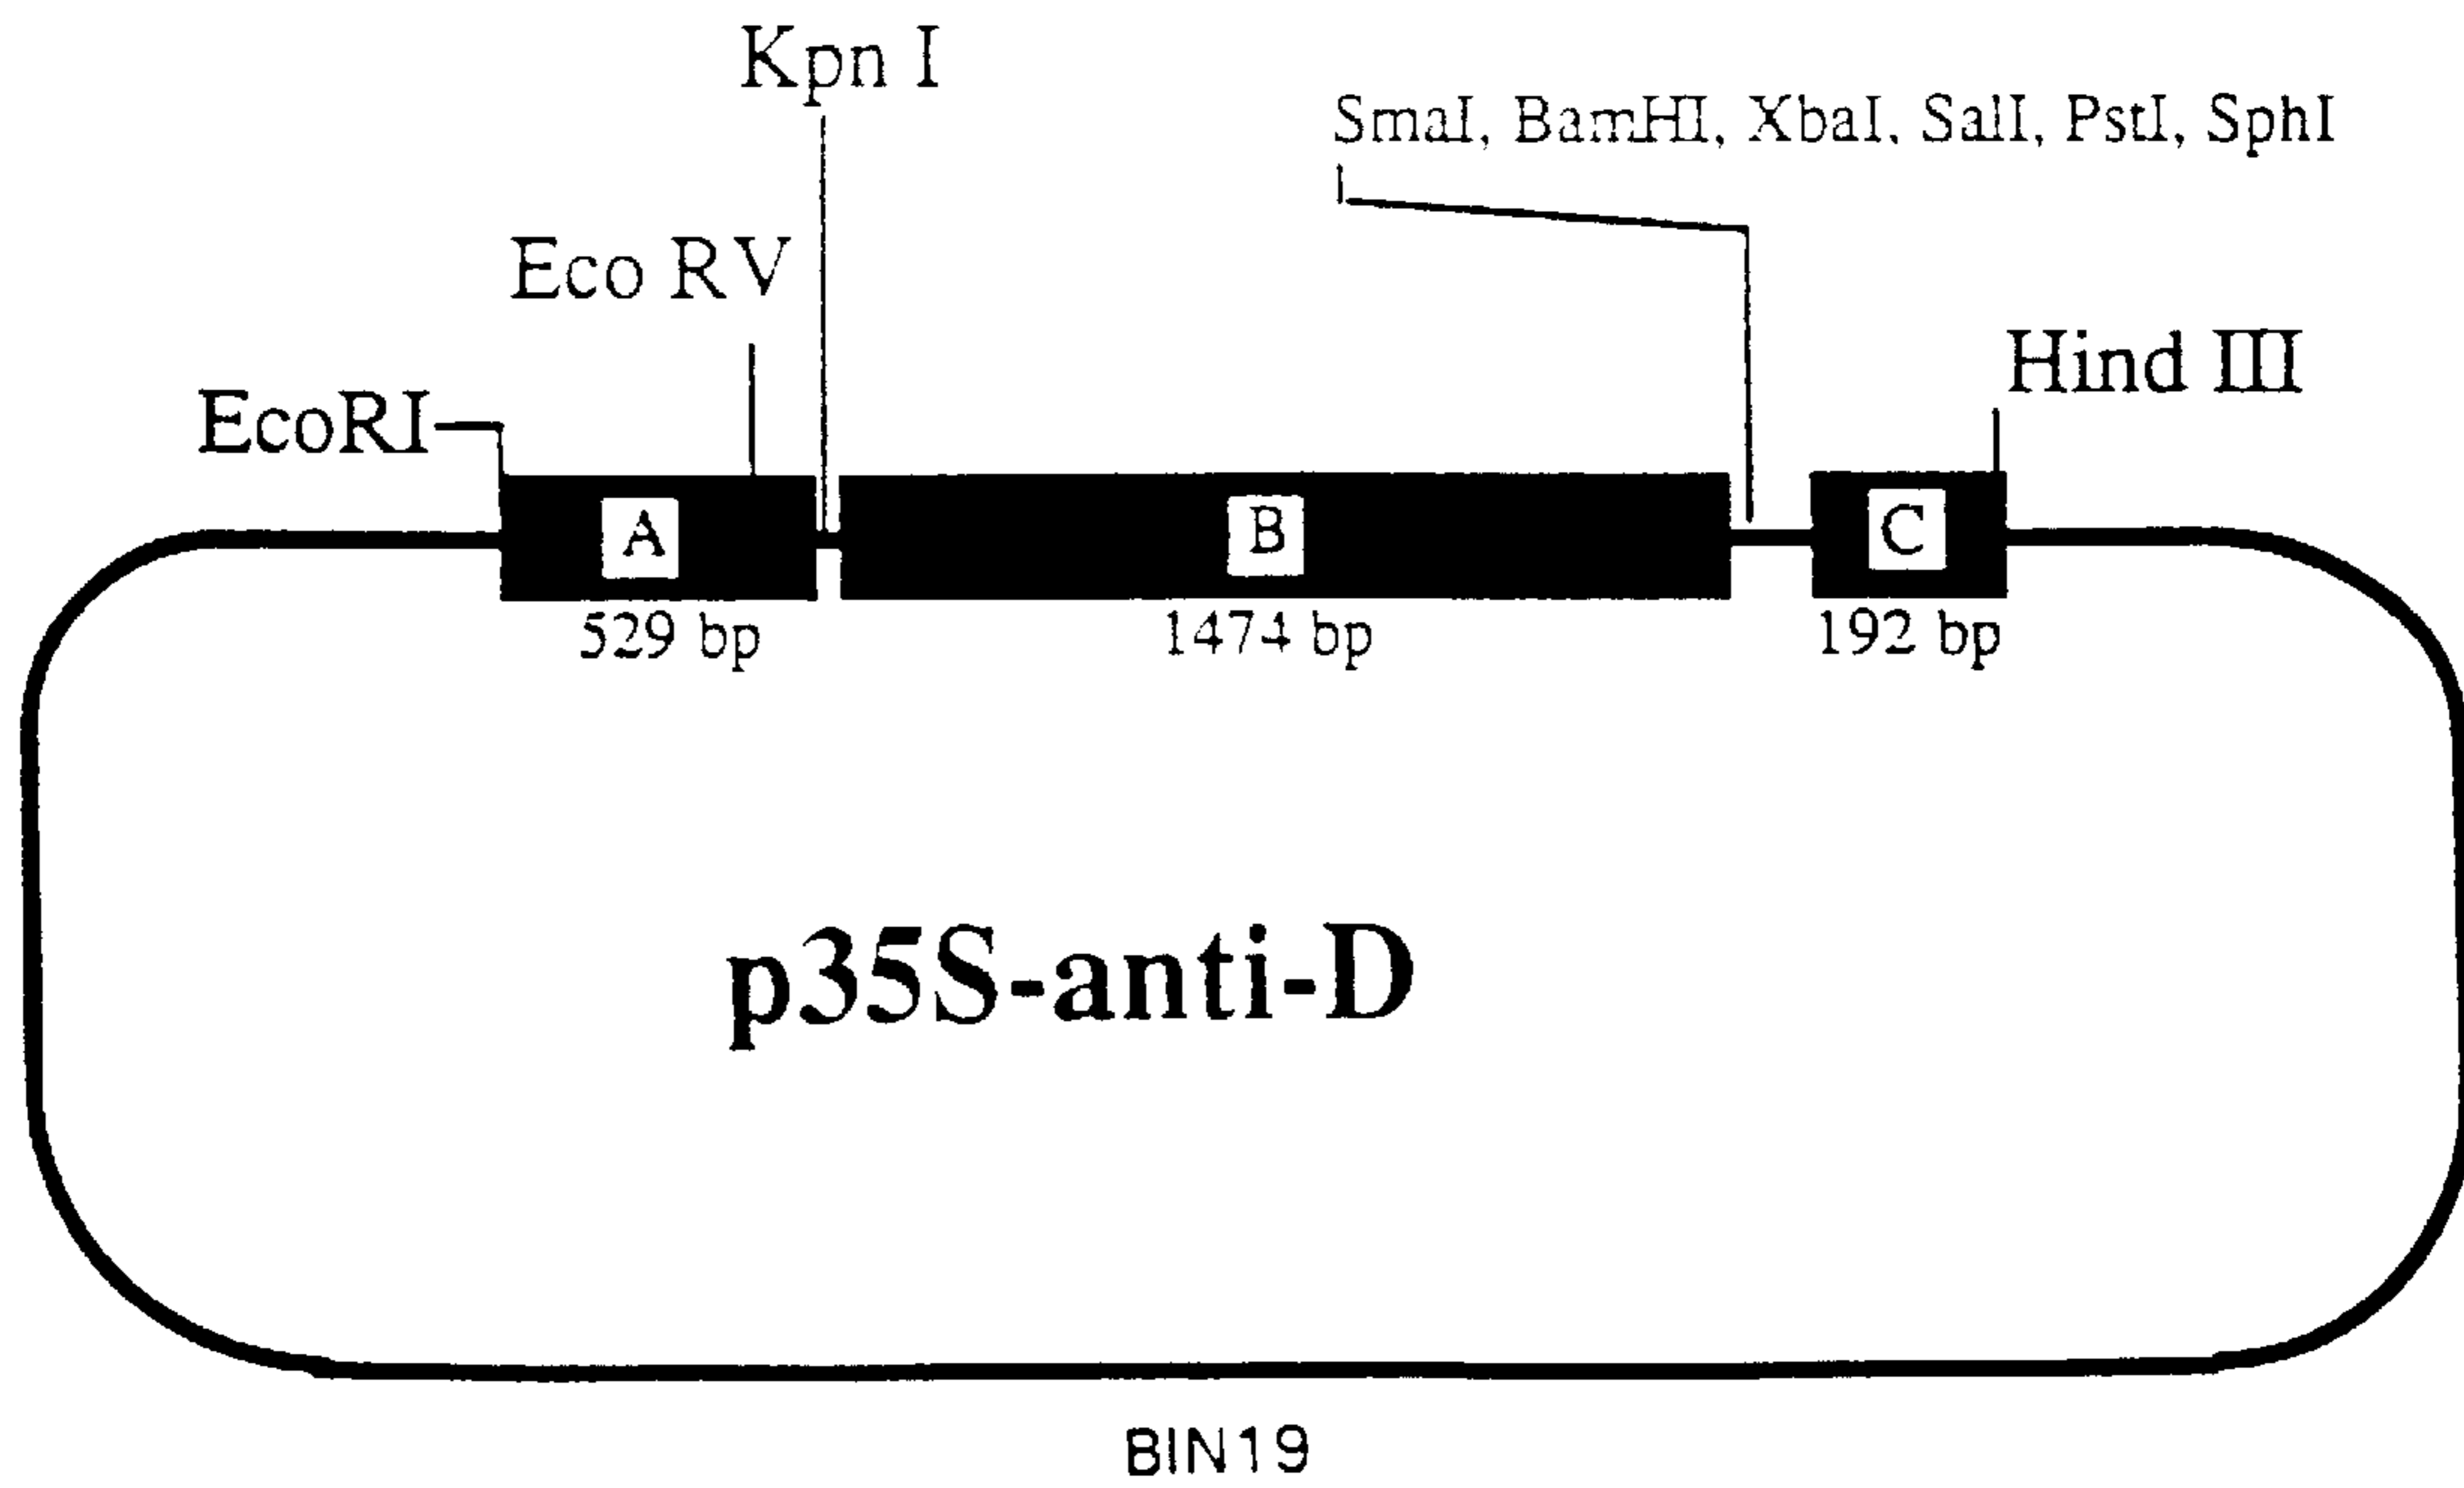 Kpn I
SmaI, BamHI, XbaI, SalI, PstI, SphI
Eco RV
Hind III
EcoRI
A
B
C
529 bp
1474 bp
192 bp
p35S-anti-D
BIN19